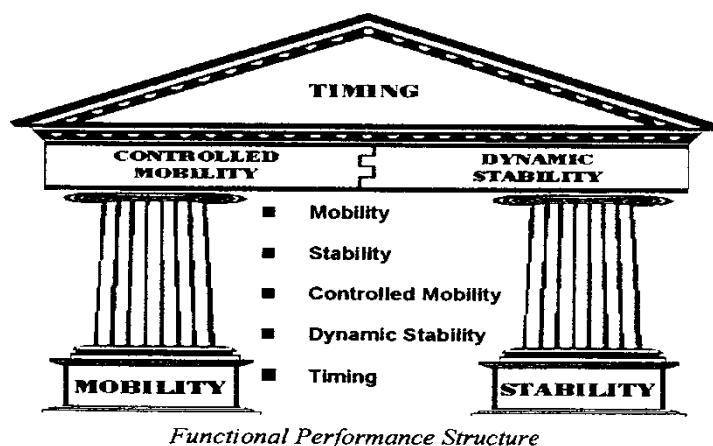 TIMING
CONTROLLED
MOBILITY
DYNAMIC
STABILITY
Mobility
Stability
Controlled Mobility
Dynamic Stability
Timing
MOBILITY
STABILITY
Functional Performance Structure